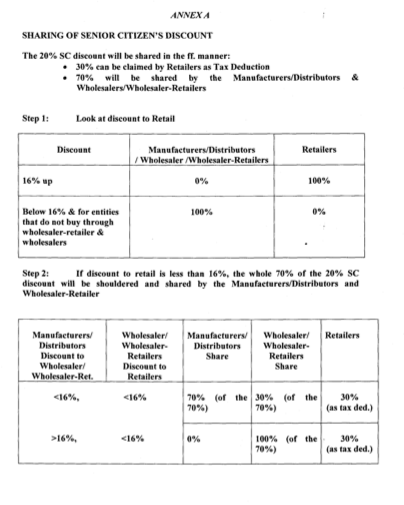 ANNEX A
SHARING OF SENIOR CITIZEN'S DISCOUNT
The 20% SC discount will be shared in the ff. manner:
• 30% can be claimed by Retailers as Tax Deduction
• 70% will be shared by the Manufacturers/Distributors &
Wholesalers/Wholesaler-Retailers
Step 1: Look at discount to Retail
Discount
Manufacturers/Distributors
/ Wholesaler /Wholesaler-Retailers
Retailers
16% up
0%
100%
Below 16% & for entities
that do not buy through
wholesaler-retailer &
wholesalers
100%
0%
Step 2: If discount to retail is less than 16%, the whole 70% of the 20% SC
discount will be shouldered and shared by the Manufacturers/Distributors and
Wholesaler-Retailer
Manufacturers/
Distributors
Discount to
Wholesaler/
Wholesaler-Ret.
Wholesaler/
Wholesaler-
Retailers
Discount to
Retailers
Manufacturers/
Distributors
Share
Wholesaler/
Wholesaler-
Retailers
Share
Retailers
<16%,
<16%
70% (of the
70%)
30% (of the
70%)
30%
(as tax ded.)
>16%,
<16%
0%
100% (of the
70%)
30%
(as tax ded.)